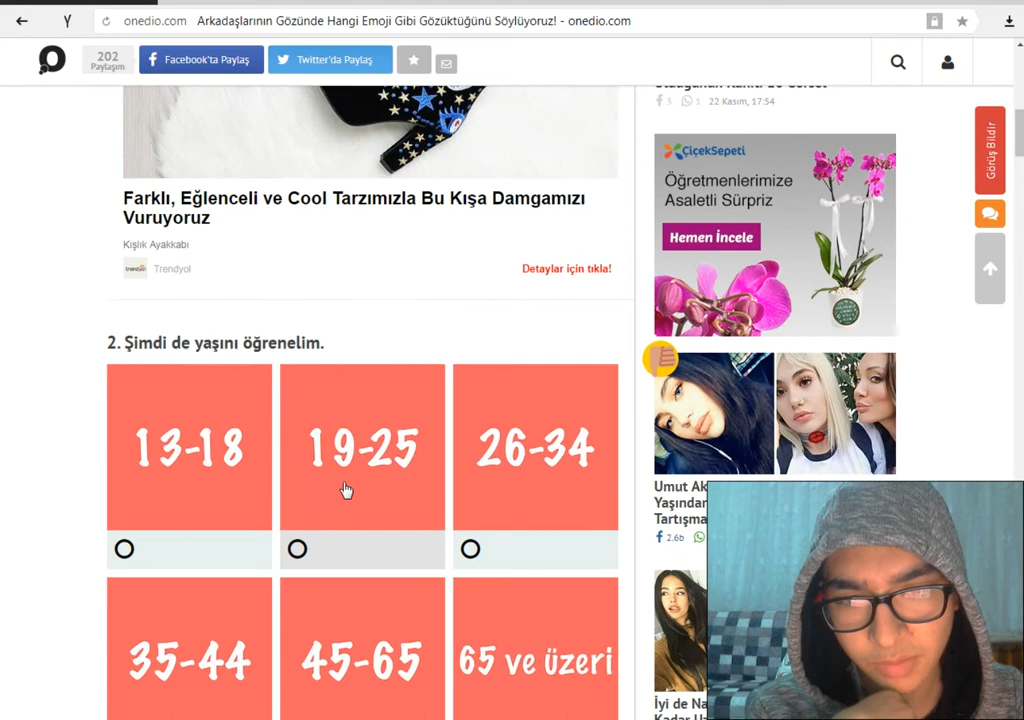 onedio.com Arkadaşlarının Gözünde Hangi Emoji Gibi Gözüktüğünü Söylüyoruz! - onedio.com
202
Paylaşım
Facebook'ta Paylaş
Twitter'da Paylaş
3 1 22 Kasım, 17:54
Farklı, Eğlenceli ve Cool Tarzımızla Bu Kışa Damgamızı
Vuruyoruz
Kışlık Ayakkabı
trendyol
Trendyol
Detaylar için tıkla!
ÇiçekSepeti
Öğretmenlerimize
Asaletli Sürpriz
Hemen İncele
Görüş Bildir
2. Şimdi de yaşını öğrenelim.
13-18
19-25
26-34
35-44
45-65
65 ve üzeri
Umut Ak
Yaşından
Tartışma
2.6b
İyi de Na